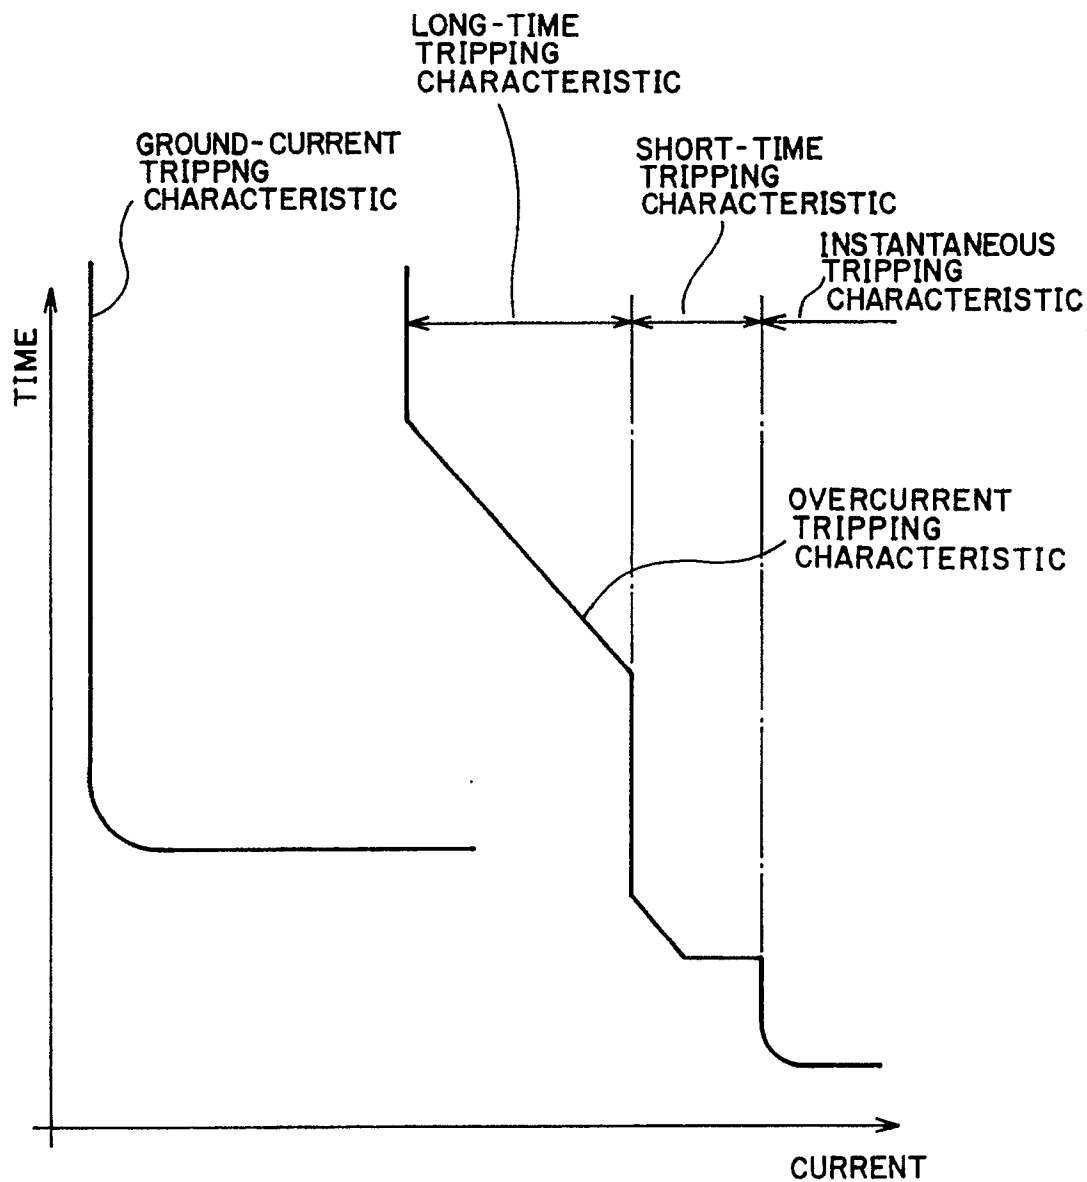 LONG-TIME
TRIPPING
CHARACTERISTIC
GROUND-CURRENT
TRIPPNG
CHARACTERISTIC
SHORT-TIME
TRIPPING
CHARACTERISTIC
INSTANTANEOUS
TRIPPING
CHARACTERISTIC
TIME
OVERCURRENT
TRIPPING
CHARACTERISTIC
CURRENT